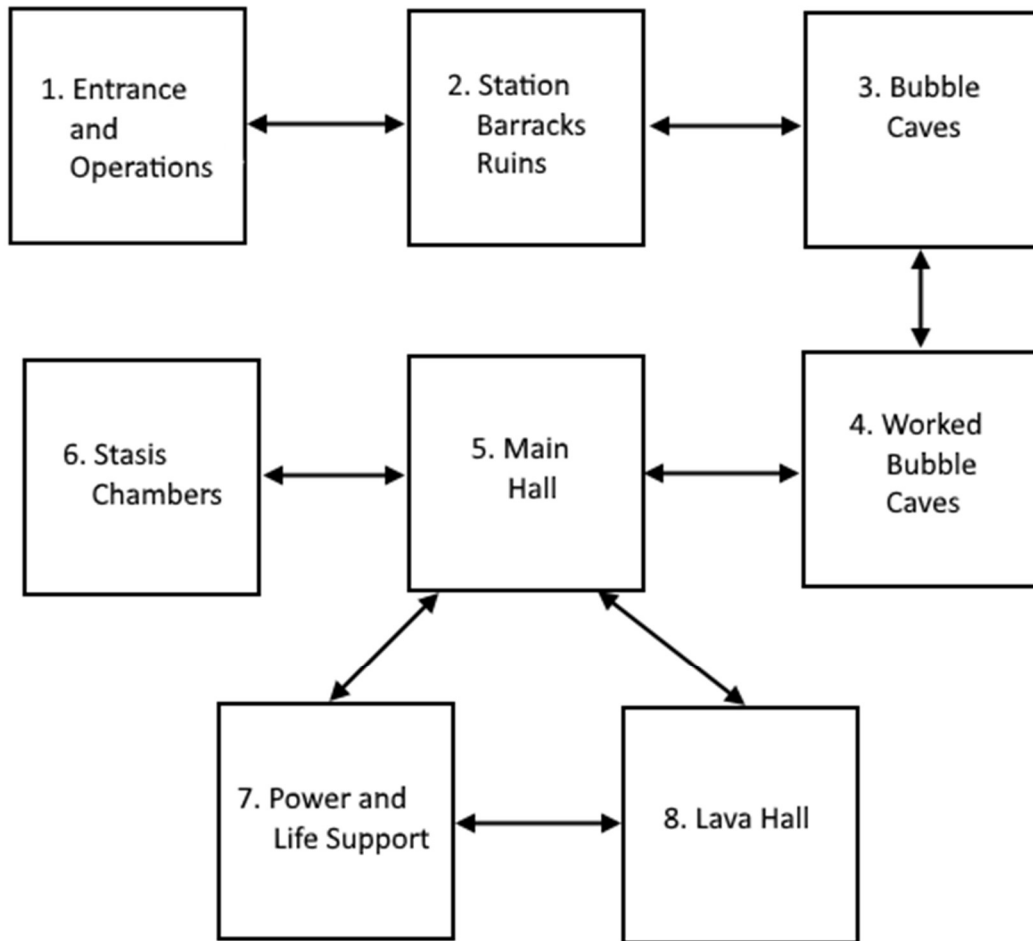 1. Entrance
and
Operations
2. Station
Barracks
Ruins
3. Bubble
Caves
6. Stasis
Chambers
5. Main
Hall
4. Worked
Bubble
Caves
7. Power and
Life Support
8. Lava Hall